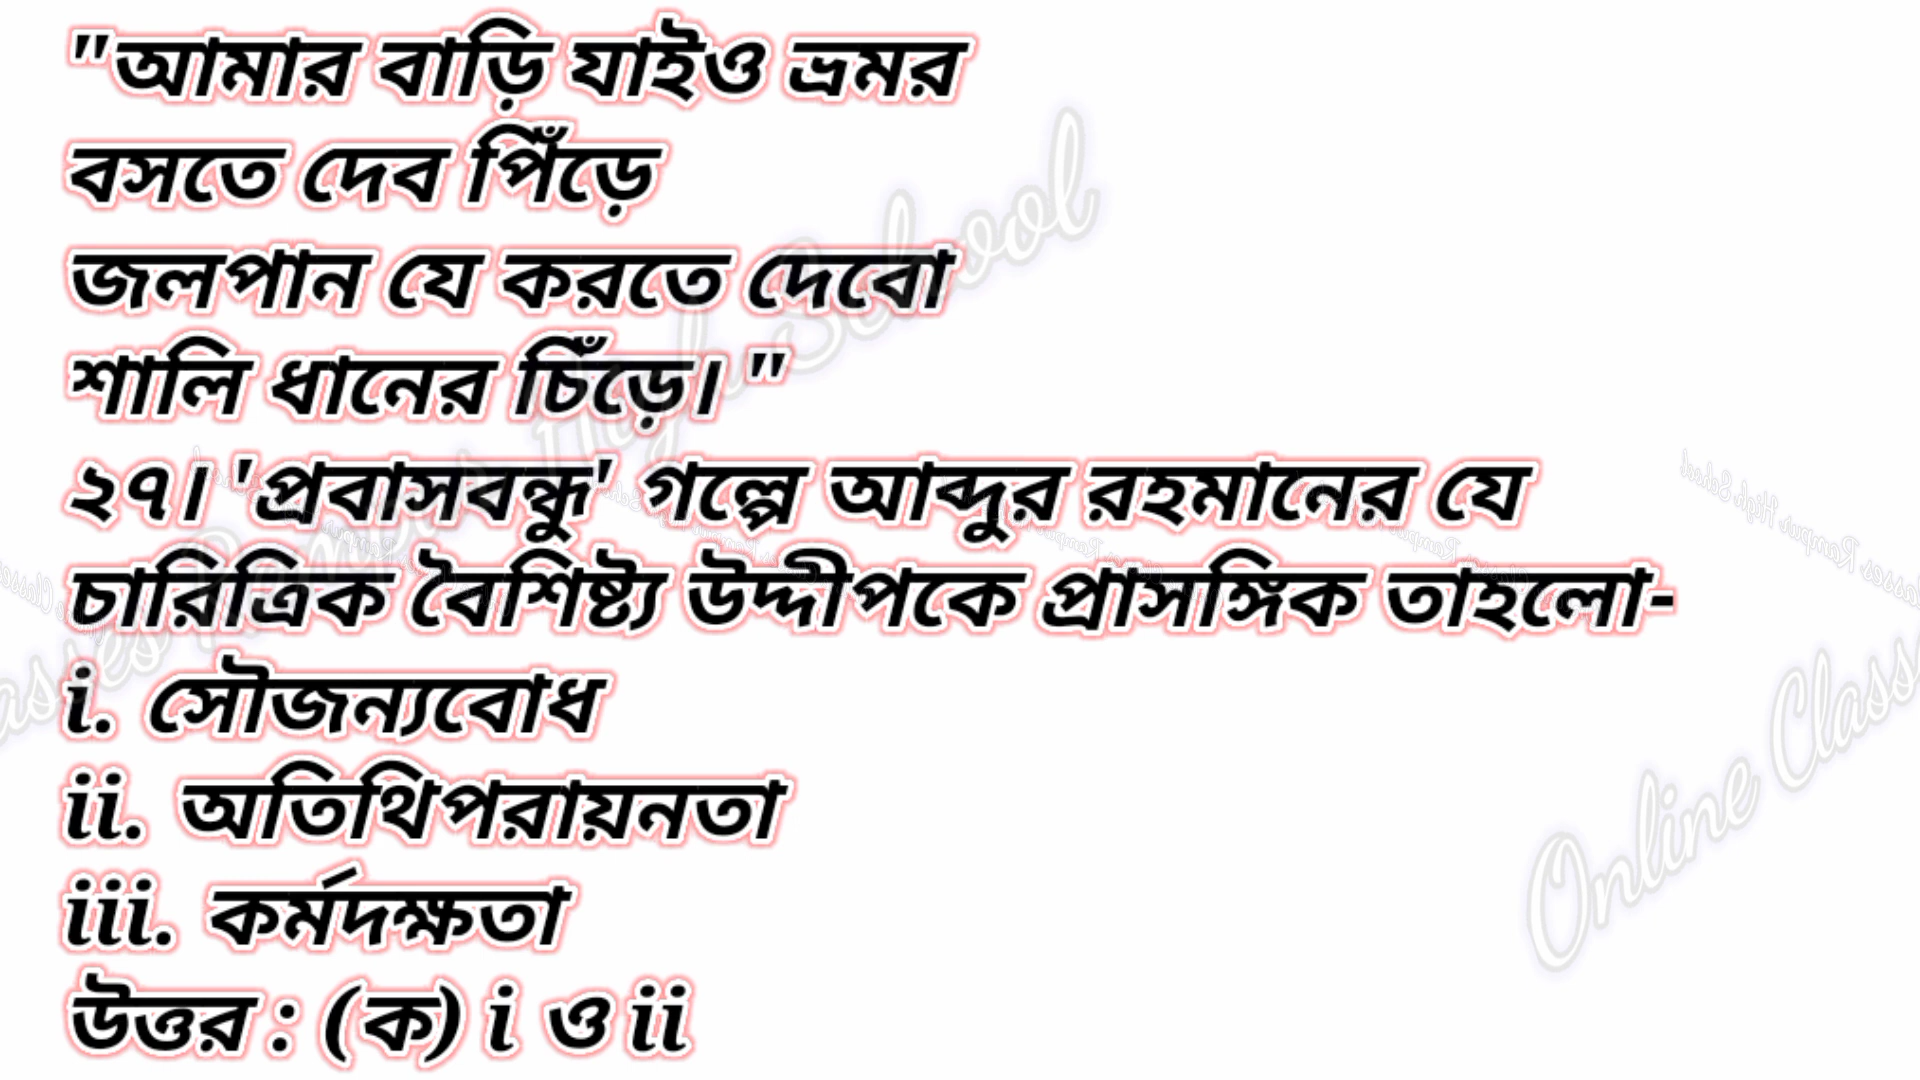 "আমার বাড়ি যাইও ভ্রমর
বসতে দেব পিঁড়ে
জলপান যে করতে দেবো
শালি ধানের চিঁড়ে। "
২৭। 'প্রবাসবন্ধু' গল্পে আব্দুর রহমানের যে
চারিত্রিক বৈশিষ্ট্য উদ্দীপকে প্রাসঙ্গিক তাহলো-
i. সৌজন্যবোধ
ii. অতিথিপরায়নতা
iii. কর্মদক্ষতা
উত্তর : (ক) i ও ii